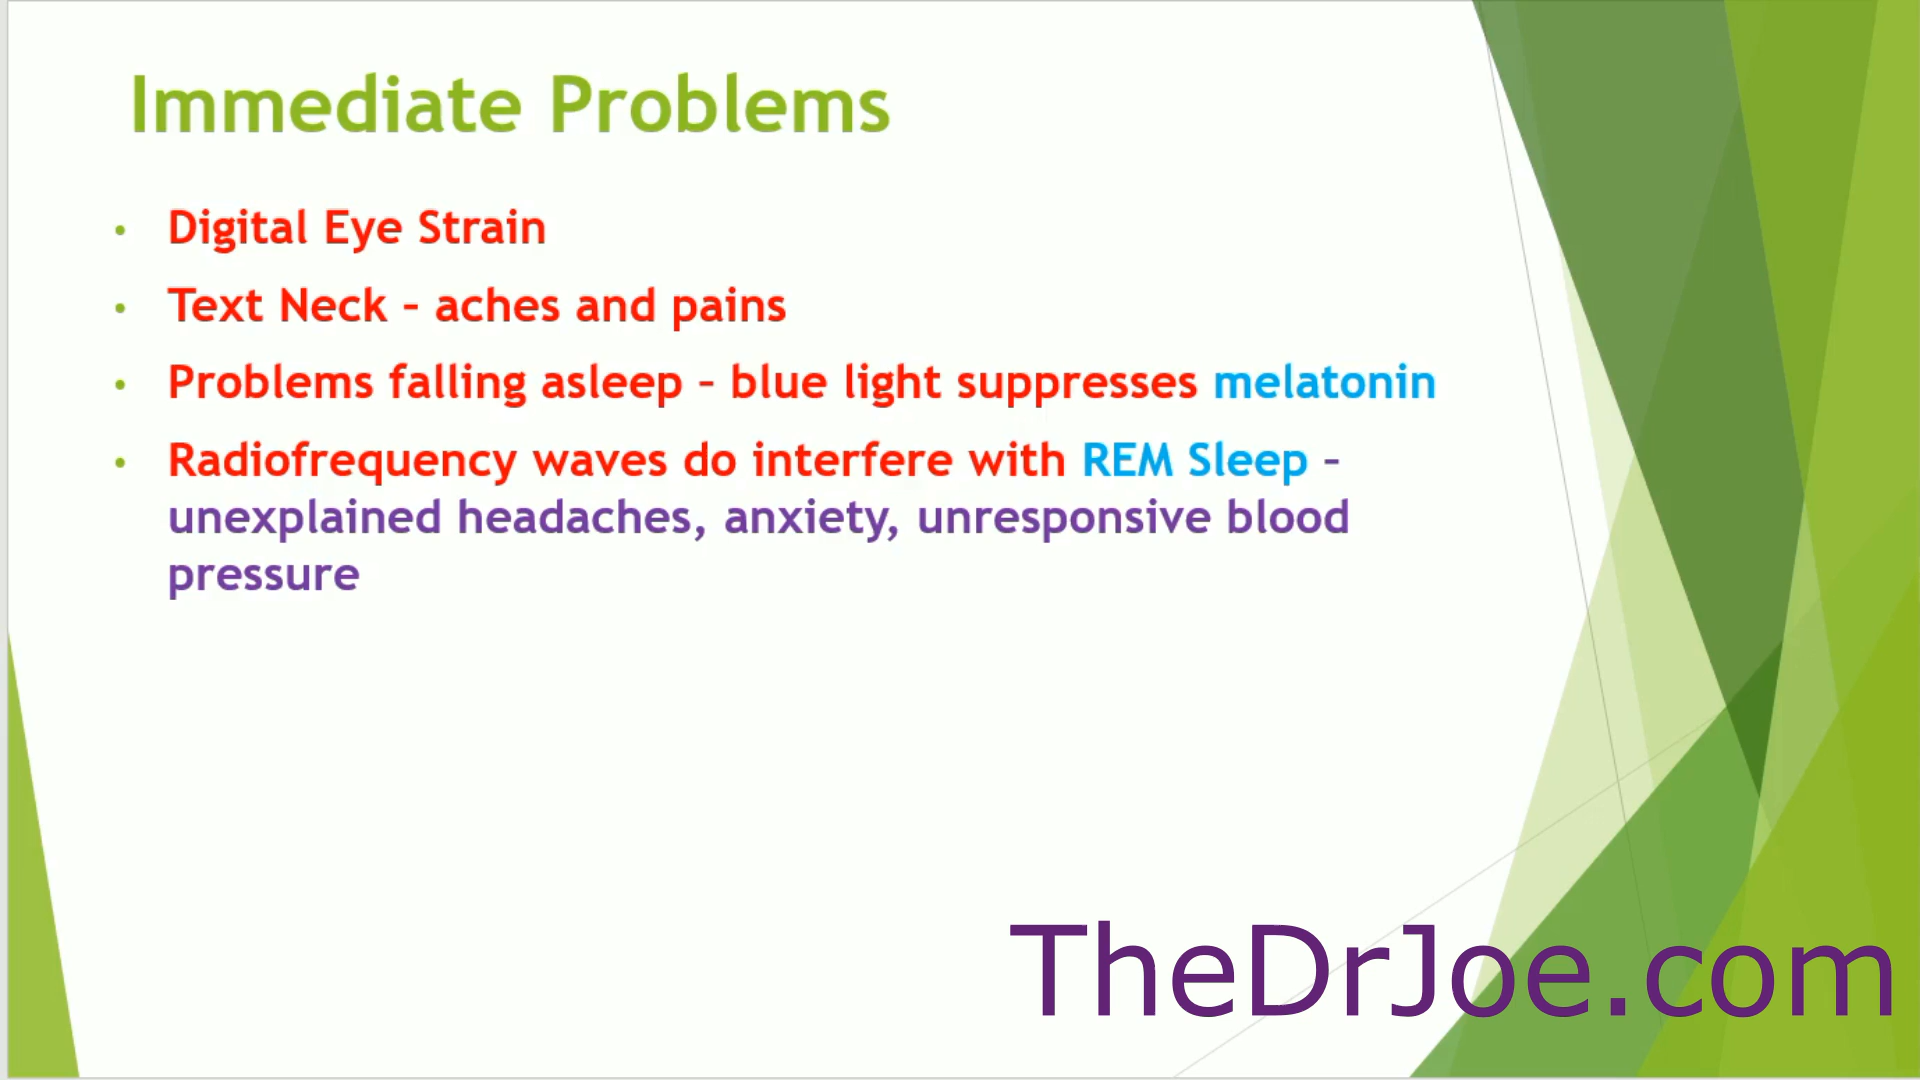 Immediate Problems
• Digital Eye Strain
• Text Neck – aches and pains
• Problems falling asleep – blue light suppresses melatonin
• Radiofrequency waves do interfere with REM Sleep –
unexplained headaches, anxiety, unresponsive blood
pressure
TheDrJoe.com